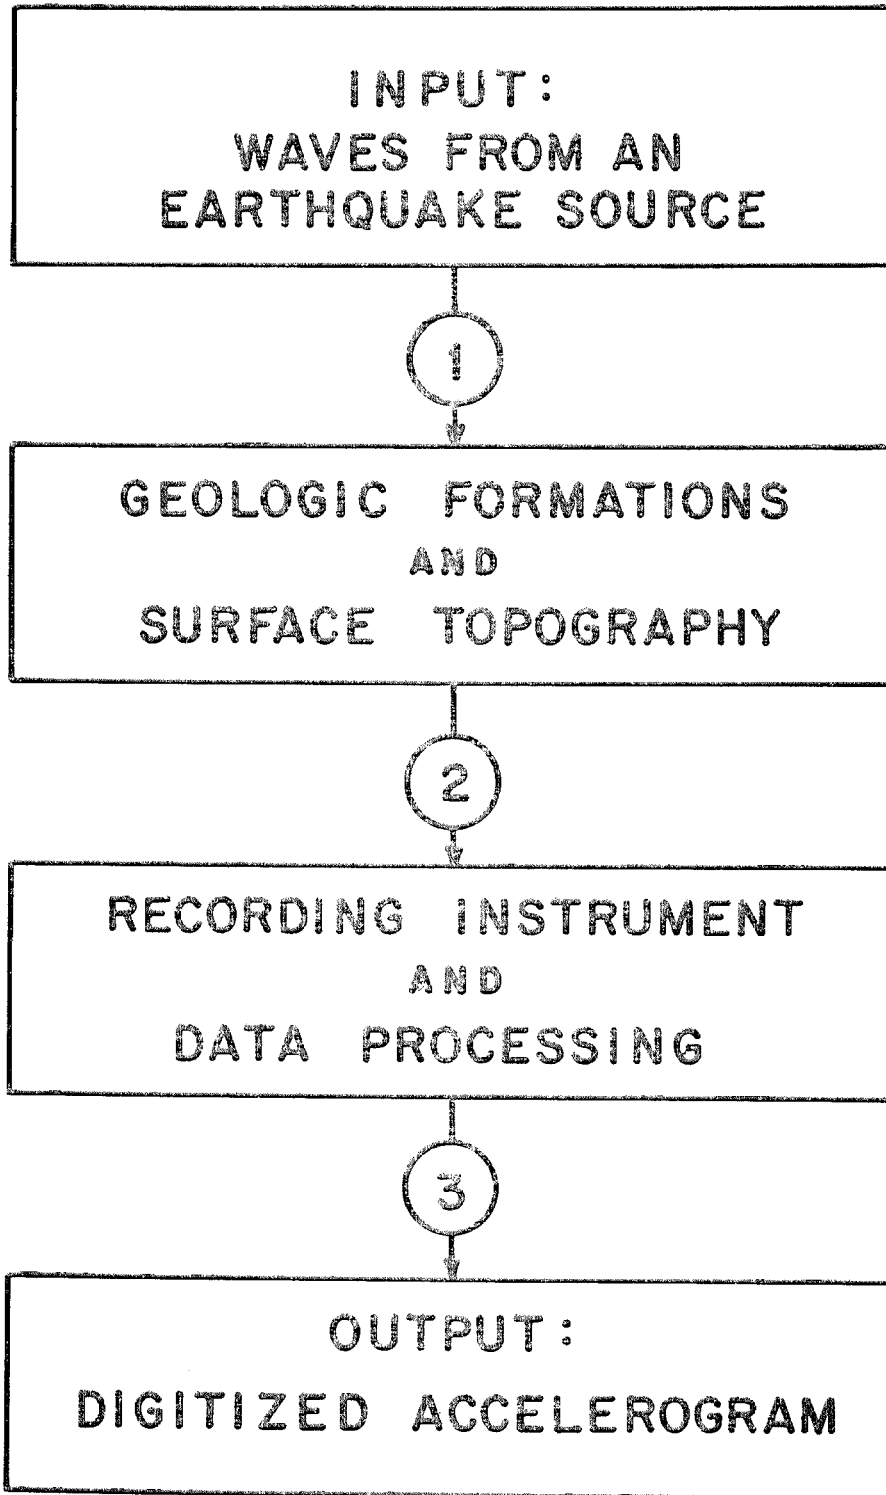 INPUT:
WAVES FROM AN
EARTHQUAKE SOURCE
1
GEOLOGIC FORMATIONS
AND
SURFACE TOPOGRAPHY
2
RECORDING INSTRUMENT
AND
DATA PROCESSING
3
OUTPUT:
DIGITIZED ACCELEROGRAM